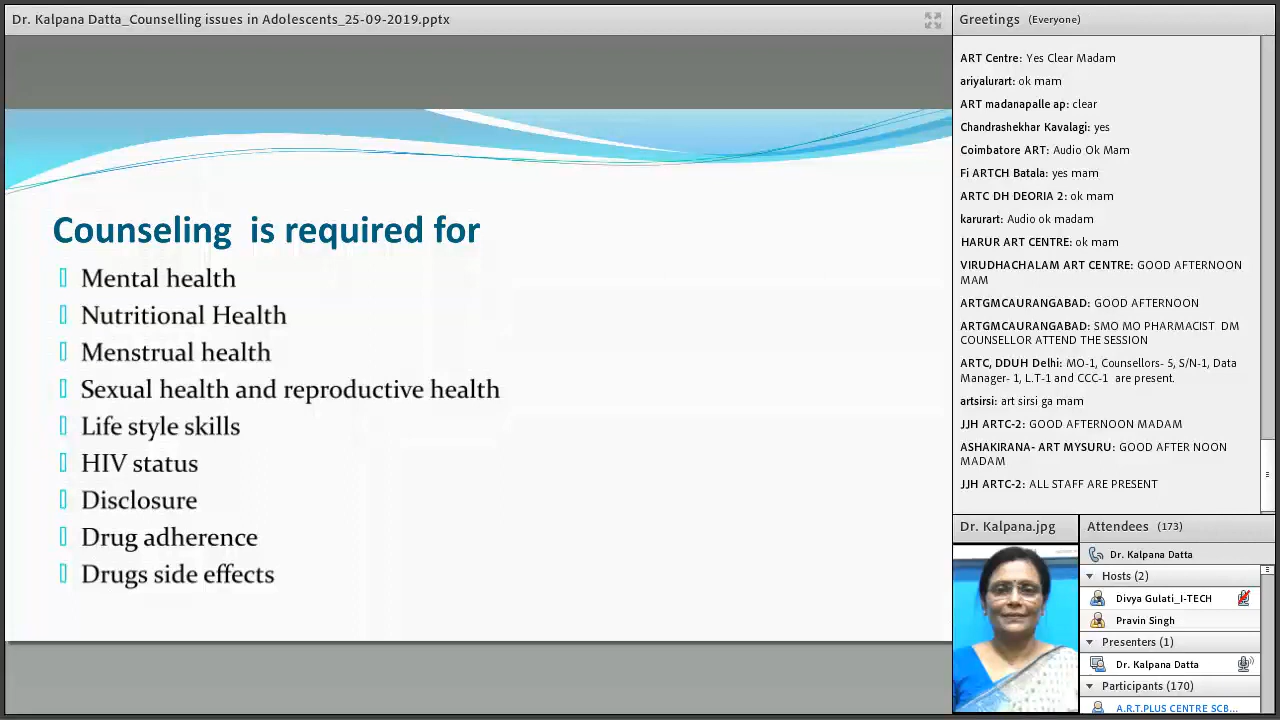 Dr. Kalpana Datta_Counselling issues in Adolescents_25-09-2019.pptx
Counseling is required for
Mental health
Nutritional Health
Menstrual health
Sexual health and reproductive health
Life style skills
HIV status
Disclosure
Drug adherence
Drugs side effects
Greetings (Everyone)
ART Centre: Yes Clear Madam
ariyalurart: ok mam
ART madanapalle ap: clear
Chandrashekhar Kavalagi: yes
Coimbatore ART: Audio Ok Mam
Fi ARTCH Batala: yes mam
ARTC DH DEORIA 2: ok mam
karurart: Audio ok madam
HARUR ART CENTRE: ok mam
VIRUDHACHALAM ART CENTRE: GOOD AFTERNOON
MAM
ARTGMCAURANGABAD: GOOD AFTERNOON
ARTGMCAURANGABAD: SMO MO PHARMACIST DM
COUNSELLOR ATTEND THE SESSION
ARTC, DDUH Delhi: MO-1, Counsellors- 5, S/N-1, Data
Manager- 1, L.T-1 and CCC-1 are present.
artsirsi: art sirsi ga mam
JJH ARTC-2: GOOD AFTERNOON MADAM
ASHAKIRANA- ART MYSURU: GOOD AFTER NOON
MADAM
JJH ARTC-2: ALL STAFF ARE PRESENT
Dr. Kalpana.jpg
Attendees (173)
Dr. Kalpana Datta
Hosts (2)
Divya Gulati_I-TECH
Pravin Singh
Presenters (1)
Dr. Kalpana Datta
Participants (170)
A.R.T.PLUS CENTRE SCB...